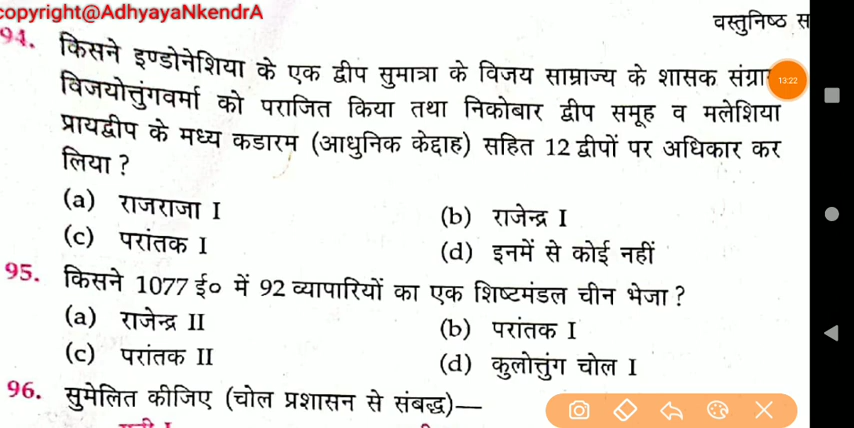 copyright@AdhyayaNkendrA
वस्तुनिष्ठ
94. किसने इण्डोनेशिया के एक द्वीप सुमात्रा के विजय साम्राज्य के शासक
13:22
विजयोत्तुंगवर्मा को पराजित किया तथा निकोबार द्वीप समूह व मलेशिया
प्रायद्वीप के मध्य कडारम (आधुनिक केद्दाह) सहित 12 द्वीपों पर अधिकार कर
लिया ?
(a) राजराजा I
(b) राजेन्द्र I
(c) परांतक I
(d) इनमें से कोई नहीं
95. किसने 1077 ई० में 92 व्यापारियों का एक शिष्टमंडल चीन भेजा ?
(a) राजेन्द्र II
(b) परांतक I
(c) परांतक II
(d) कुलोत्तुंग चोल I
96. सुमेलित कीजिए (चोल प्रशासन से संबद्ध)—